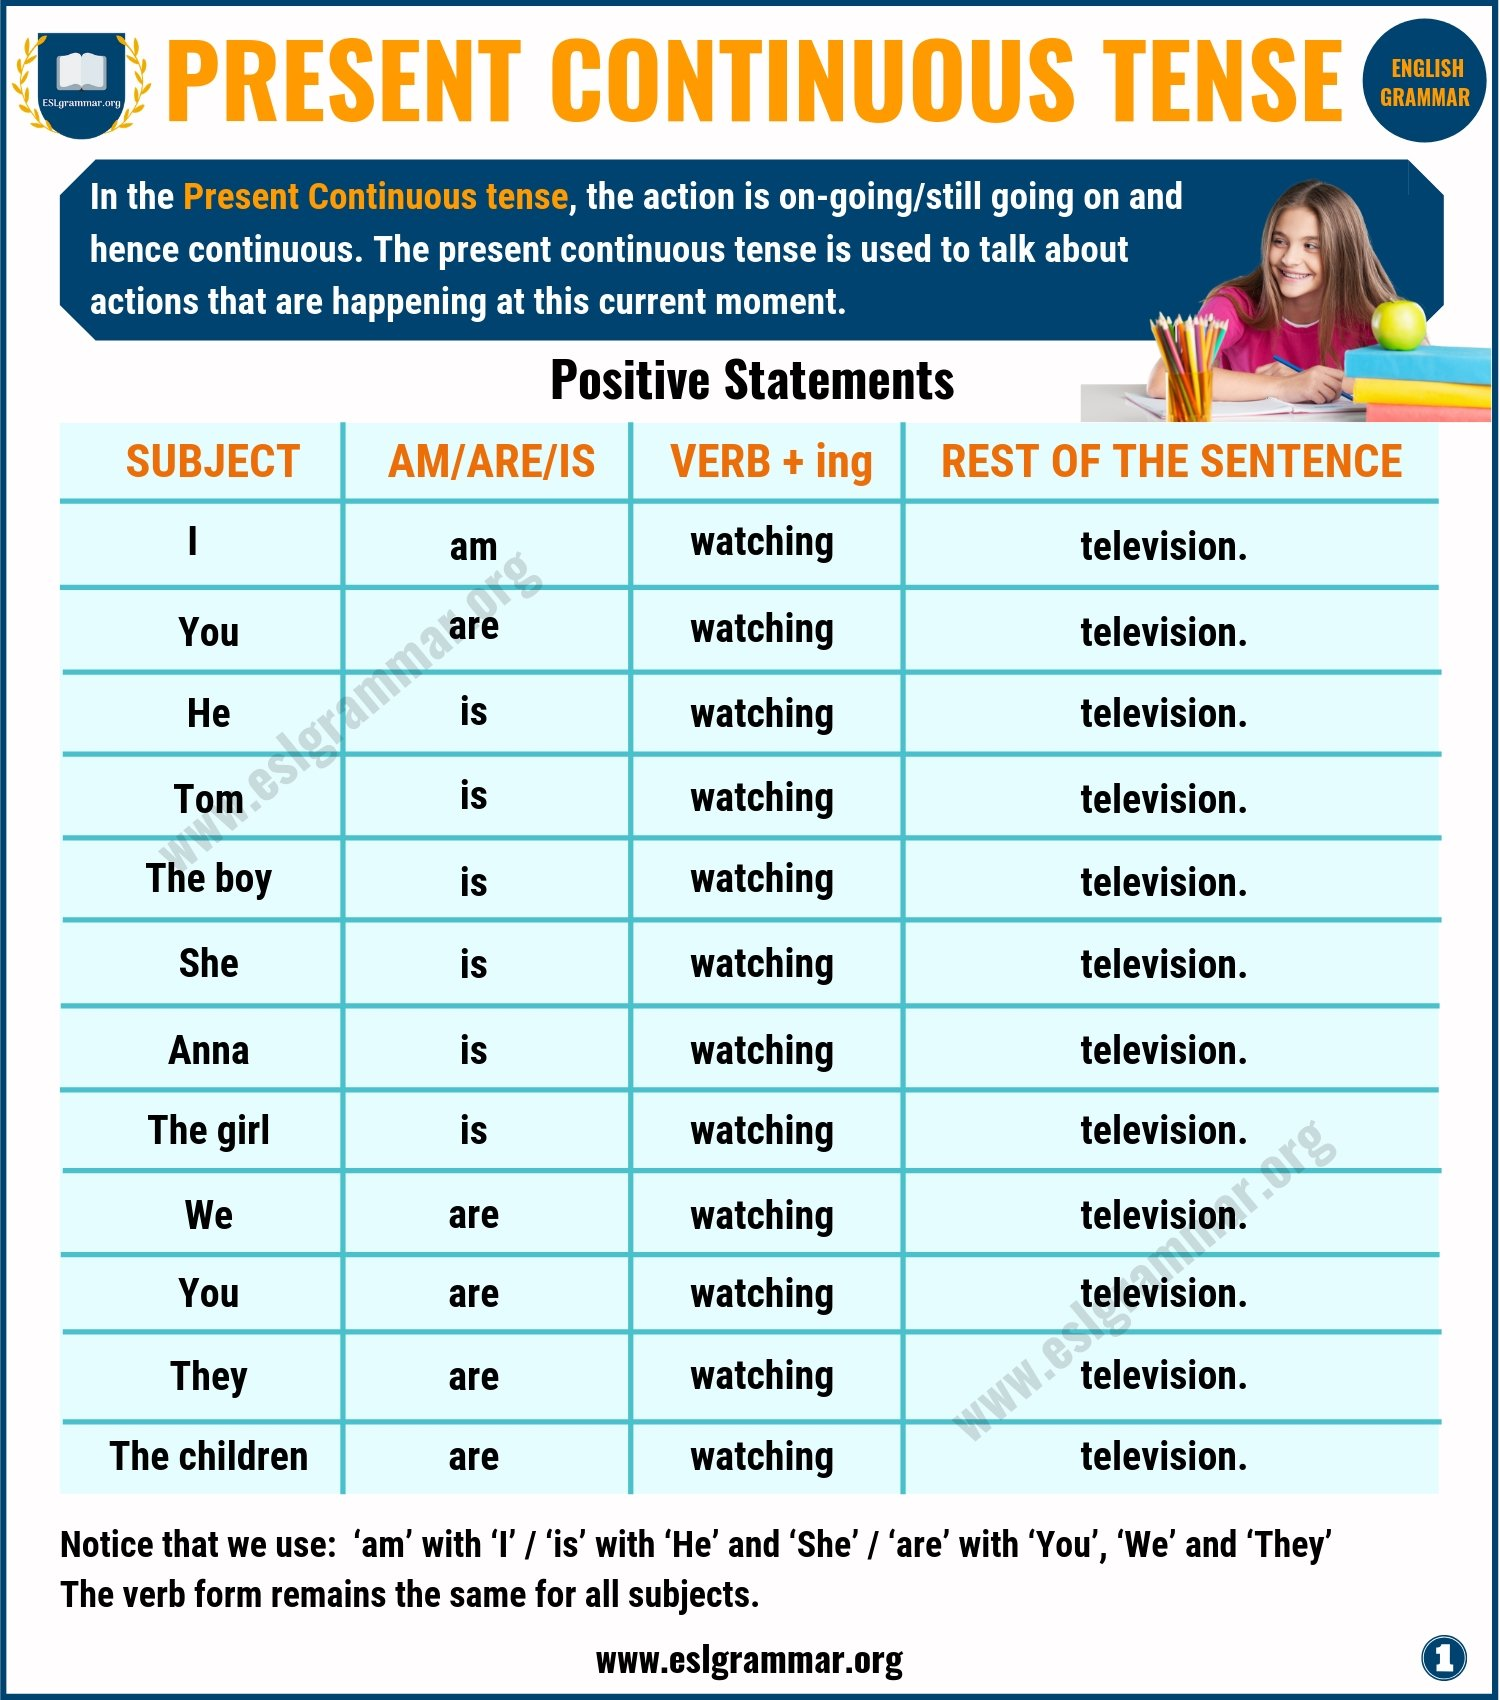 ESLgrammar.org
PRESENT CONTINUOUS TENSE
ENGLISH
GRAMMAR
In the Present Continuous tense, the action is on-going/still going on and
hence continuous. The present continuous tense is used to talk about
actions that are happening at this current moment.
Positive Statements
SUBJECT AM/ARE/IS VERB + ing REST OF THE SENTENCE
I am watching television.
You are watching television.
He is watching television.
Tom is watching television.
The boy is watching television.
She is watching television.
Anna is watching television.
The girl is watching television.
We are watching television.
You are watching television.
They are watching television.
The children are watching television.
www.eslgrammar.org
www.eslgrammar.org
Notice that we use: ‘am’ with ‘I’ / ‘is’ with ‘He’ and ‘She’ / ‘are’ with ‘You’, ‘We’ and ‘They’
The verb form remains the same for all subjects.
www.eslgrammar.org
1